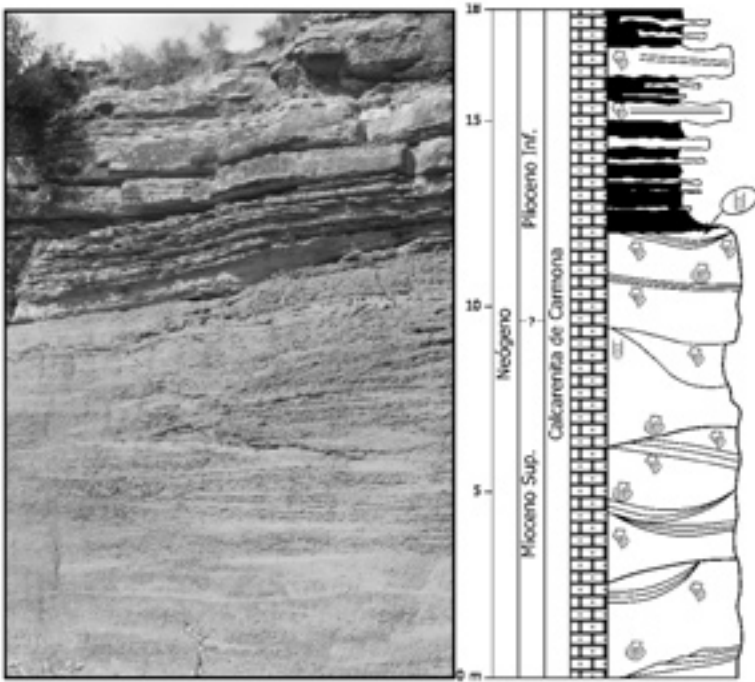 18
15
10
5
0 m
Neógeno
Plioceno Inf.
?
Mioceno Sup.
Calcarenita de Carmona